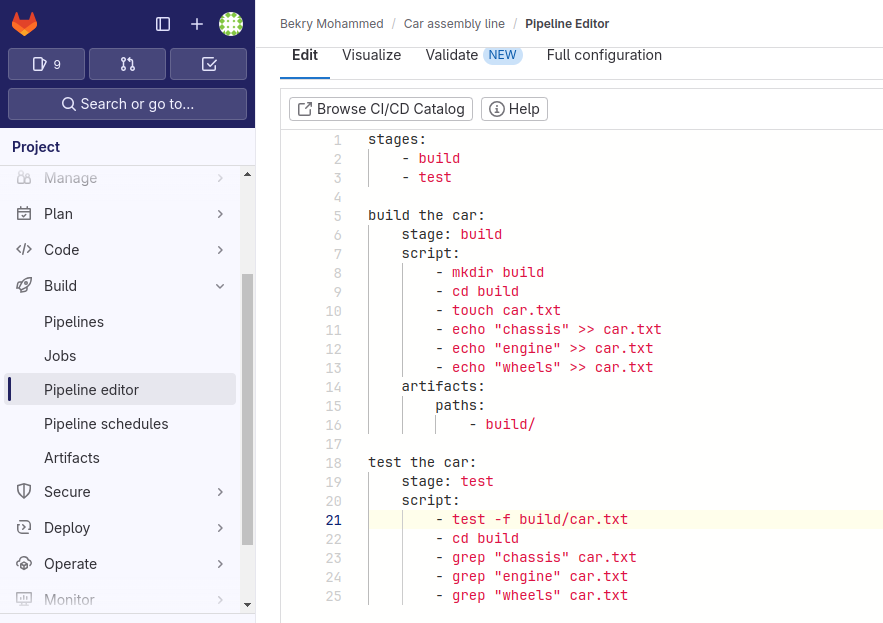 Bekry Mohammed / Car assembly line / Pipeline Editor
9
Search or go to...
Project
Manage
Plan
Code
Build
Pipelines
Jobs
Pipeline editor
Pipeline schedules
Artifacts
Secure
Deploy
Operate
Monitor
Edit Visualize Validate NEW Full configuration
Browse CI/CD Catalog Help
1 stages:
2 - build
3 - test
4
5 build the car:
6 stage: build
7 script:
8 - mkdir build
9 - cd build
10 - touch car.txt
11 - echo "chassis" >> car.txt
12 - echo "engine" >> car.txt
13 - echo "wheels" >> car.txt
14 artifacts:
15 paths:
16 - build/
17
18 test the car:
19 stage: test
20 script:
21 - test -f build/car.txt
22 - cd build
23 - grep "chassis" car.txt
24 - grep "engine" car.txt
25 - grep "wheels" car.txt